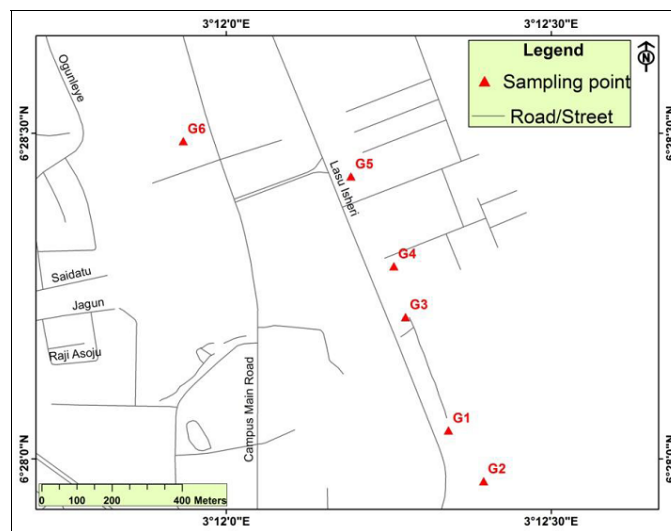 3°12'0"E
3°12'30"E
Legend
Sampling point
Road/Street
N
Ogunleye
6°28'30"N
6°28'30"N
G6
G5
Lasu Isheri
G4
Saidatu
G3
Jagun
Raji Asoju
Campus Main Road
G1
6°28'0"N
6°28'0"N
G2
0 100 200 400 Meters
3°12'0"E
3°12'30"E